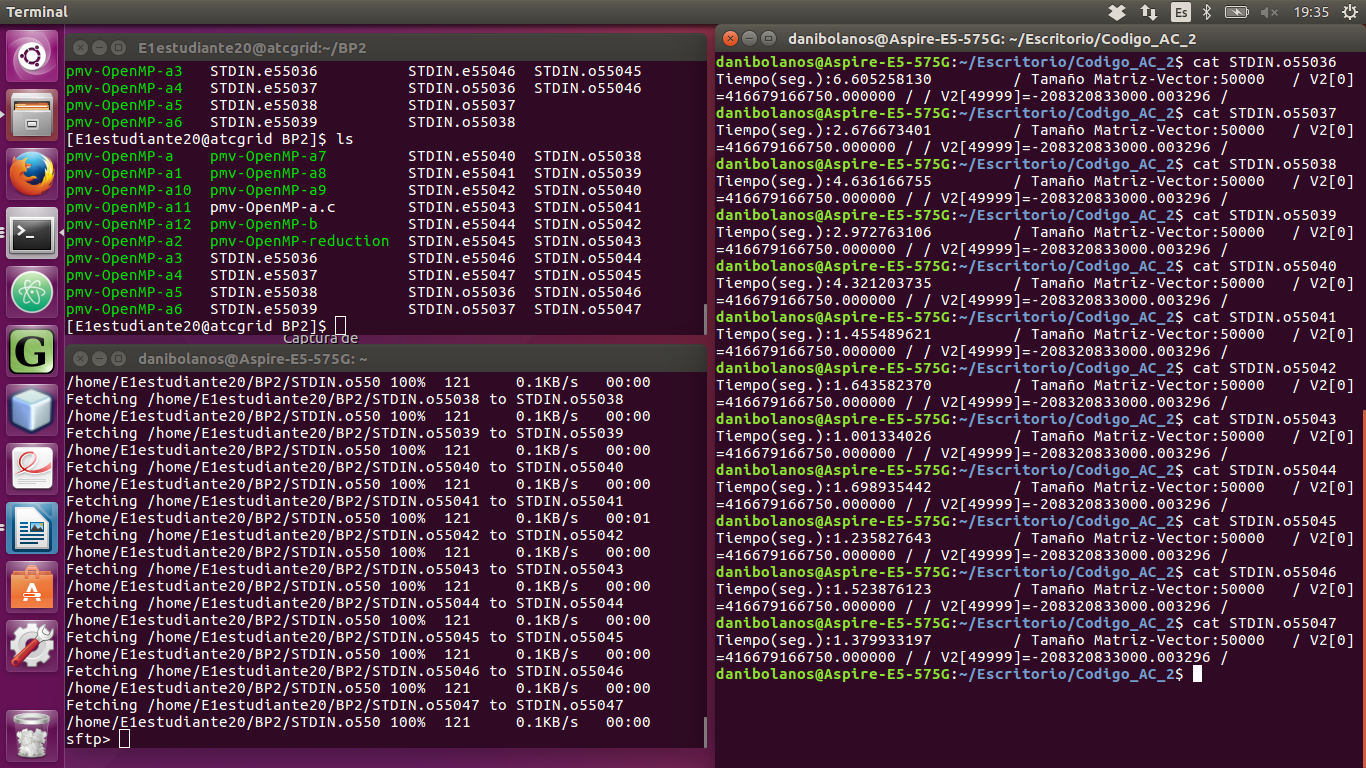 Terminal
Es
19:35
E1estudiante20@atcgrid:~/BP2
pmv-OpenMP-a3   STDIN.e55036           STDIN.e55046  STDIN.o55045
pmv-OpenMP-a4   STDIN.e55037           STDIN.o55036  STDIN.o55046
pmv-OpenMP-a5   STDIN.e55038           STDIN.o55037
pmv-OpenMP-a6   STDIN.e55039           STDIN.o55038
[E1estudiante20@atcgrid BP2]$ ls
pmv-OpenMP-a    pmv-OpenMP-a7          STDIN.e55040  STDIN.o55038
pmv-OpenMP-a1   pmv-OpenMP-a8          STDIN.e55041  STDIN.o55039
pmv-OpenMP-a10  pmv-OpenMP-a9          STDIN.e55042  STDIN.o55040
pmv-OpenMP-a11  pmv-OpenMP-a.c         STDIN.e55043  STDIN.o55041
pmv-OpenMP-a12  pmv-OpenMP-b           STDIN.e55044  STDIN.o55042
pmv-OpenMP-a2   pmv-OpenMP-reduction   STDIN.e55045  STDIN.o55043
pmv-OpenMP-a3   STDIN.e55036           STDIN.e55046  STDIN.o55044
pmv-OpenMP-a4   STDIN.e55037           STDIN.e55047  STDIN.o55045
pmv-OpenMP-a5   STDIN.e55038           STDIN.o55036  STDIN.o55046
pmv-OpenMP-a6   STDIN.e55039           STDIN.o55037  STDIN.o55047
[E1estudiante20@atcgrid BP2]$
Captura de
danibolanos@Aspire-E5-575G: ~
/home/E1estudiante20/BP2/STDIN.o550 100%  121     0.1KB/s   00:00
Fetching /home/E1estudiante20/BP2/STDIN.o55038 to STDIN.o55038
/home/E1estudiante20/BP2/STDIN.o550 100%  121     0.1KB/s   00:00
Fetching /home/E1estudiante20/BP2/STDIN.o55039 to STDIN.o55039
/home/E1estudiante20/BP2/STDIN.o550 100%  121     0.1KB/s   00:00
Fetching /home/E1estudiante20/BP2/STDIN.o55040 to STDIN.o55040
/home/E1estudiante20/BP2/STDIN.o550 100%  121     0.1KB/s   00:00
Fetching /home/E1estudiante20/BP2/STDIN.o55041 to STDIN.o55041
/home/E1estudiante20/BP2/STDIN.o550 100%  121     0.1KB/s   00:01
Fetching /home/E1estudiante20/BP2/STDIN.o55042 to STDIN.o55042
/home/E1estudiante20/BP2/STDIN.o550 100%  121     0.1KB/s   00:00
Fetching /home/E1estudiante20/BP2/STDIN.o55043 to STDIN.o55043
/home/E1estudiante20/BP2/STDIN.o550 100%  121     0.1KB/s   00:00
Fetching /home/E1estudiante20/BP2/STDIN.o55044 to STDIN.o55044
/home/E1estudiante20/BP2/STDIN.o550 100%  121     0.1KB/s   00:00
Fetching /home/E1estudiante20/BP2/STDIN.o55045 to STDIN.o55045
/home/E1estudiante20/BP2/STDIN.o550 100%  121     0.1KB/s   00:00
Fetching /home/E1estudiante20/BP2/STDIN.o55046 to STDIN.o55046
/home/E1estudiante20/BP2/STDIN.o550 100%  121     0.1KB/s   00:00
Fetching /home/E1estudiante20/BP2/STDIN.o55047 to STDIN.o55047
/home/E1estudiante20/BP2/STDIN.o550 100%  121     0.1KB/s   00:00
sftp>
danibolanos@Aspire-E5-575G: ~/Escritorio/Codigo_AC_2
danibolanos@Aspire-E5-575G:~/Escritorio/Codigo_AC_2$ cat STDIN.o55036
Tiempo(seg.):6.605258130          / Tamaño Matriz-Vector:50000   / V2[0]
=416679166750.000000 / / V2[49999]=-208320833000.003296 /
danibolanos@Aspire-E5-575G:~/Escritorio/Codigo_AC_2$ cat STDIN.o55037
Tiempo(seg.):2.676673401          / Tamaño Matriz-Vector:50000   / V2[0]
=416679166750.000000 / / V2[49999]=-208320833000.003296 /
danibolanos@Aspire-E5-575G:~/Escritorio/Codigo_AC_2$ cat STDIN.o55038
Tiempo(seg.):4.636166755          / Tamaño Matriz-Vector:50000   / V2[0]
=416679166750.000000 / / V2[49999]=-208320833000.003296 /
danibolanos@Aspire-E5-575G:~/Escritorio/Codigo_AC_2$ cat STDIN.o55039
Tiempo(seg.):2.972763106          / Tamaño Matriz-Vector:50000   / V2[0]
=416679166750.000000 / / V2[49999]=-208320833000.003296 /
danibolanos@Aspire-E5-575G:~/Escritorio/Codigo_AC_2$ cat STDIN.o55040
Tiempo(seg.):4.321203735          / Tamaño Matriz-Vector:50000   / V2[0]
=416679166750.000000 / / V2[49999]=-208320833000.003296 /
danibolanos@Aspire-E5-575G:~/Escritorio/Codigo_AC_2$ cat STDIN.o55041
Tiempo(seg.):1.455489621          / Tamaño Matriz-Vector:50000   / V2[0]
=416679166750.000000 / / V2[49999]=-208320833000.003296 /
danibolanos@Aspire-E5-575G:~/Escritorio/Codigo_AC_2$ cat STDIN.o55042
Tiempo(seg.):1.643582370          / Tamaño Matriz-Vector:50000   / V2[0]
=416679166750.000000 / / V2[49999]=-208320833000.003296 /
danibolanos@Aspire-E5-575G:~/Escritorio/Codigo_AC_2$ cat STDIN.o55043
Tiempo(seg.):1.001334026          / Tamaño Matriz-Vector:50000   / V2[0]
=416679166750.000000 / / V2[49999]=-208320833000.003296 /
danibolanos@Aspire-E5-575G:~/Escritorio/Codigo_AC_2$ cat STDIN.o55044
Tiempo(seg.):1.698935442          / Tamaño Matriz-Vector:50000   / V2[0]
=416679166750.000000 / / V2[49999]=-208320833000.003296 /
danibolanos@Aspire-E5-575G:~/Escritorio/Codigo_AC_2$ cat STDIN.o55045
Tiempo(seg.):1.235827643          / Tamaño Matriz-Vector:50000   / V2[0]
=416679166750.000000 / / V2[49999]=-208320833000.003296 /
danibolanos@Aspire-E5-575G:~/Escritorio/Codigo_AC_2$ cat STDIN.o55046
Tiempo(seg.):1.523876123          / Tamaño Matriz-Vector:50000   / V2[0]
=416679166750.000000 / / V2[49999]=-208320833000.003296 /
danibolanos@Aspire-E5-575G:~/Escritorio/Codigo_AC_2$ cat STDIN.o55047
Tiempo(seg.):1.379933197          / Tamaño Matriz-Vector:50000   / V2[0]
=416679166750.000000 / / V2[49999]=-208320833000.003296 /
danibolanos@Aspire-E5-575G:~/Escritorio/Codigo_AC_2$